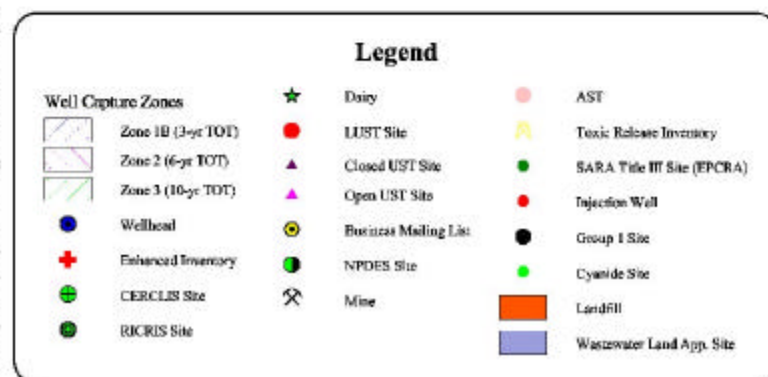 Legend
Well Capture Zones
Zone 1B (3-yr TOT)
Zone 2 (6-yr TOT)
Zone 3 (10-yr TOT)
Wellhead
Enhanced Inventory
CERCLIS Site
RICRIS Site
Dairy
LUST Site
Closed UST Site
Open UST Site
Business Mailing List
NPDES Site
Mine
AST
Toxic Release Inventory
SARA Title III Site (EPCRA)
Injection Well
Group 1 Site
Cyanide Site
Landfill
Wastewater Land App. Site